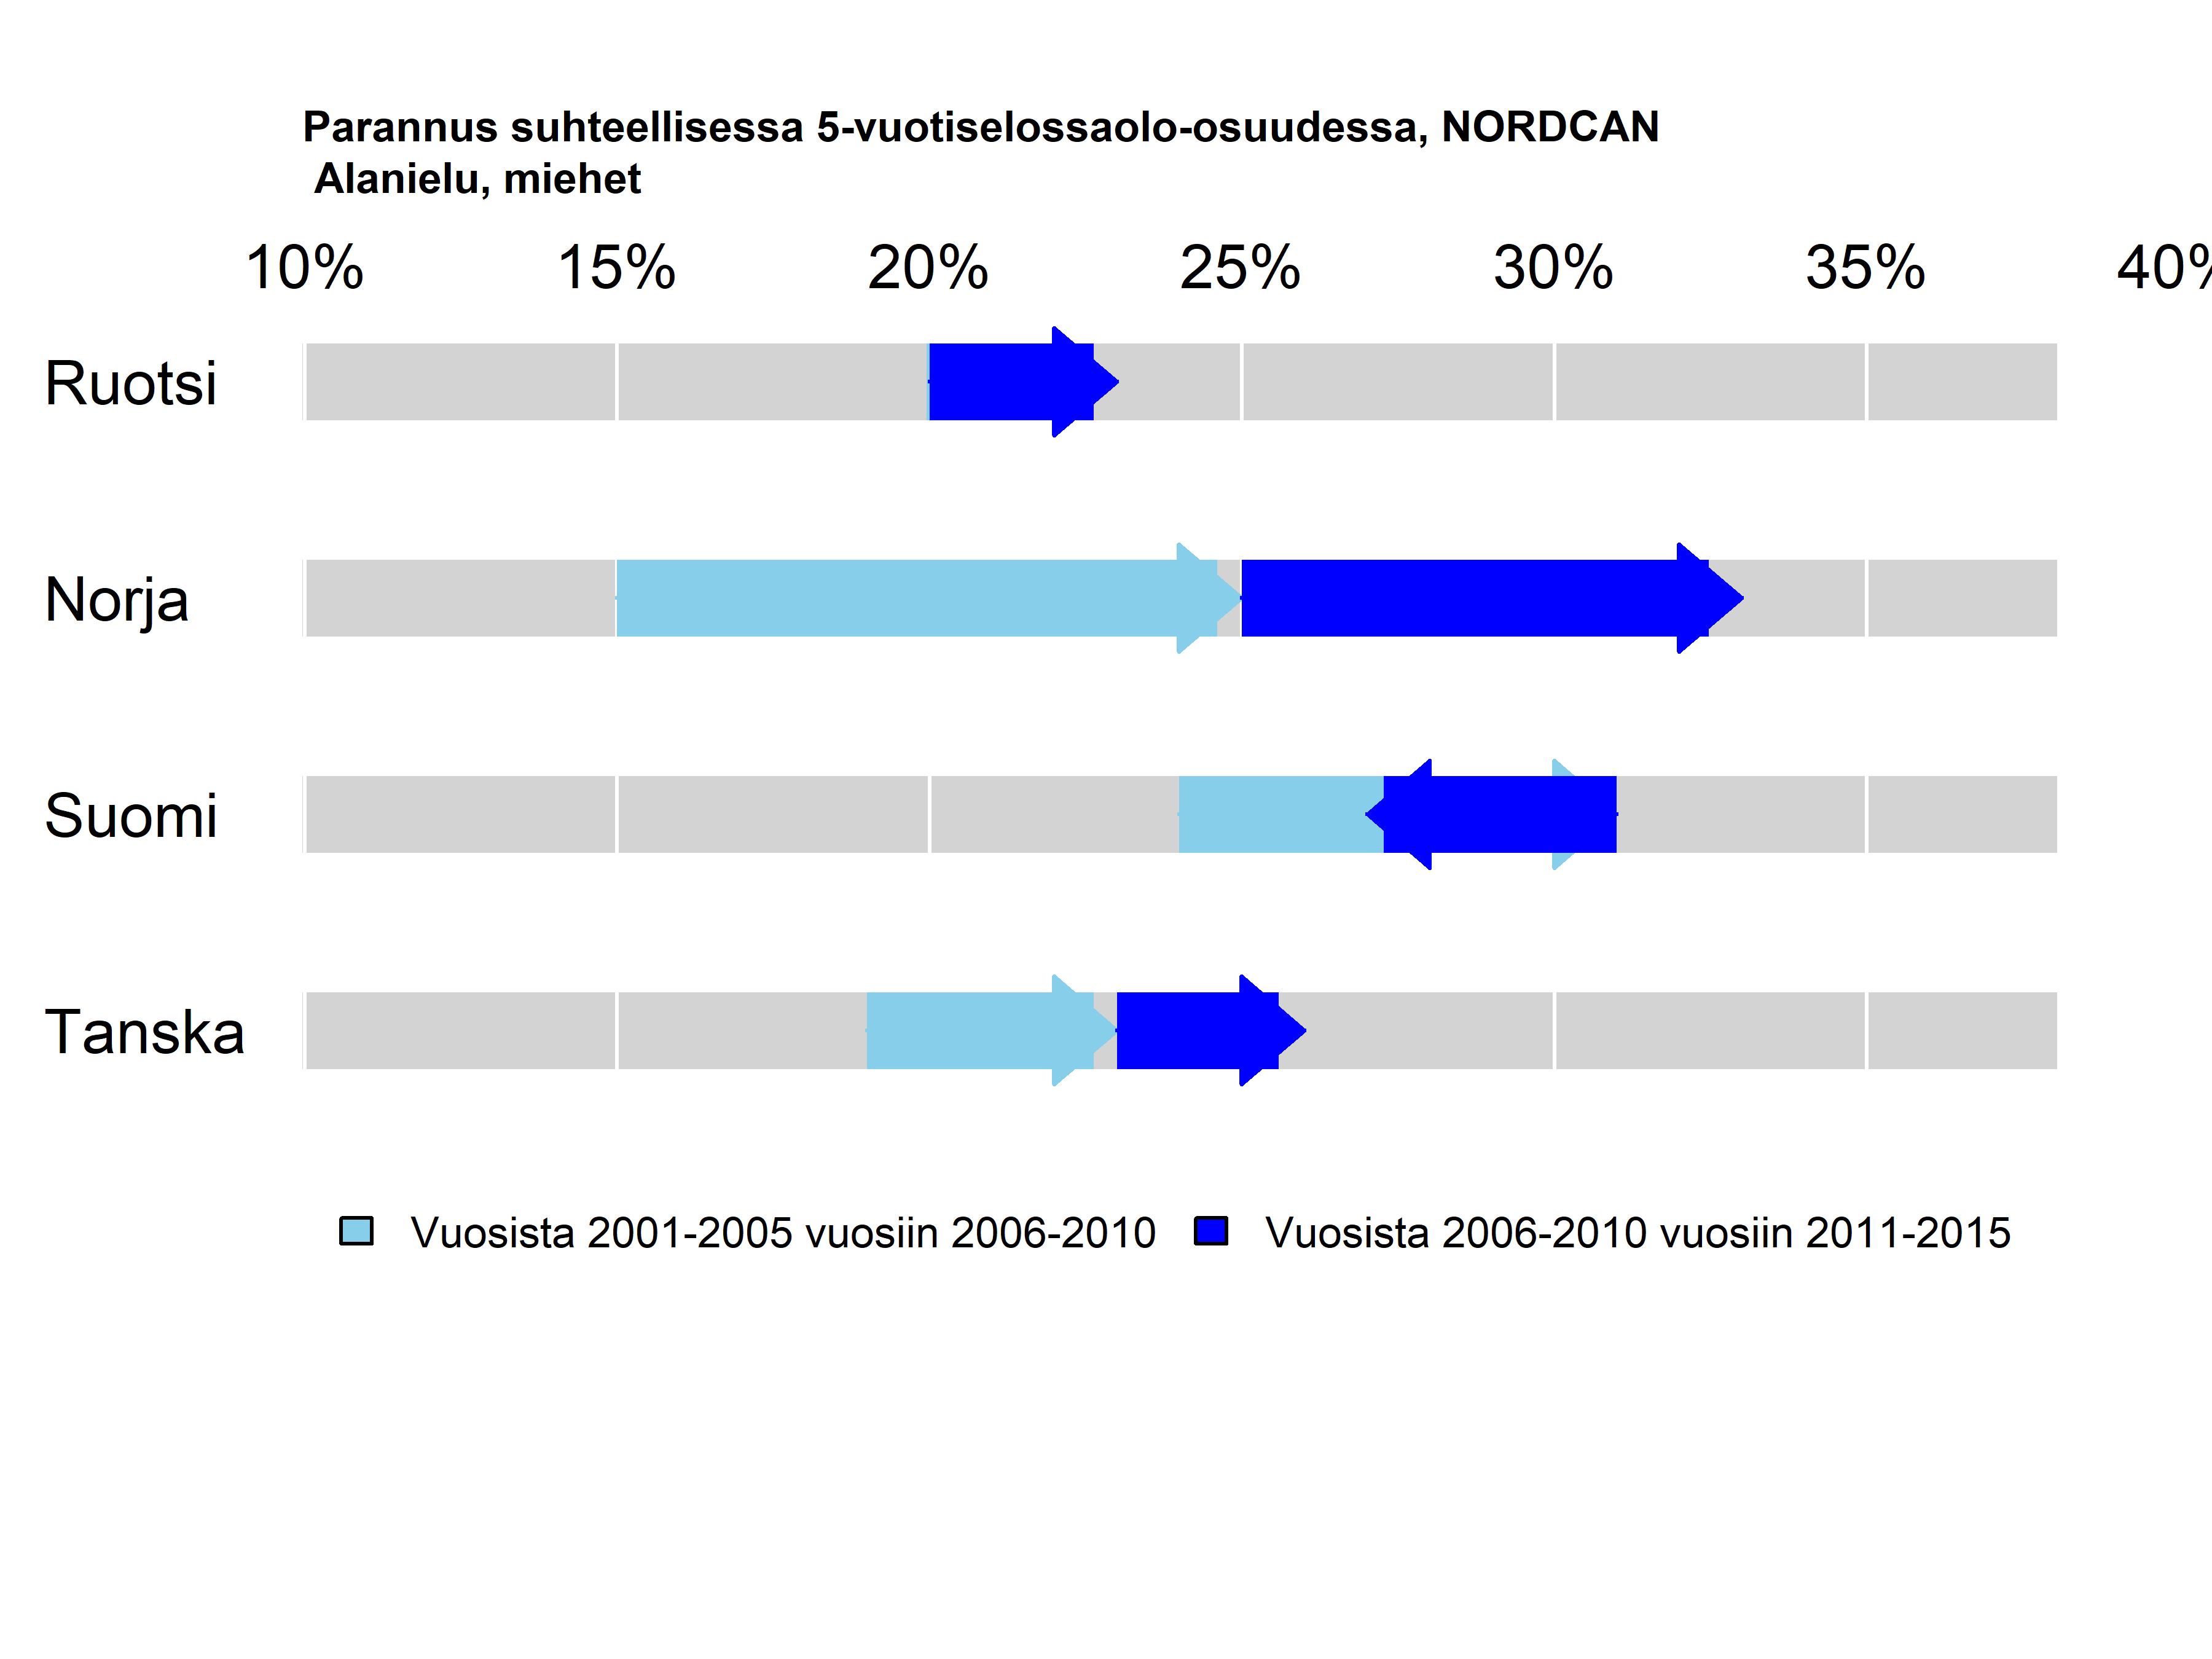 Parannus suhteellisessa 5-vuotiselossaolo-osuudessa, NORDCAN
Alanielu, miehet
10% 15% 20% 25% 30% 35% 40%
Ruotsi
Norja
Suomi
Tanska
Vuosista 2001-2005 vuosiin 2006-2010 Vuosista 2006-2010 vuosiin 2011-2015